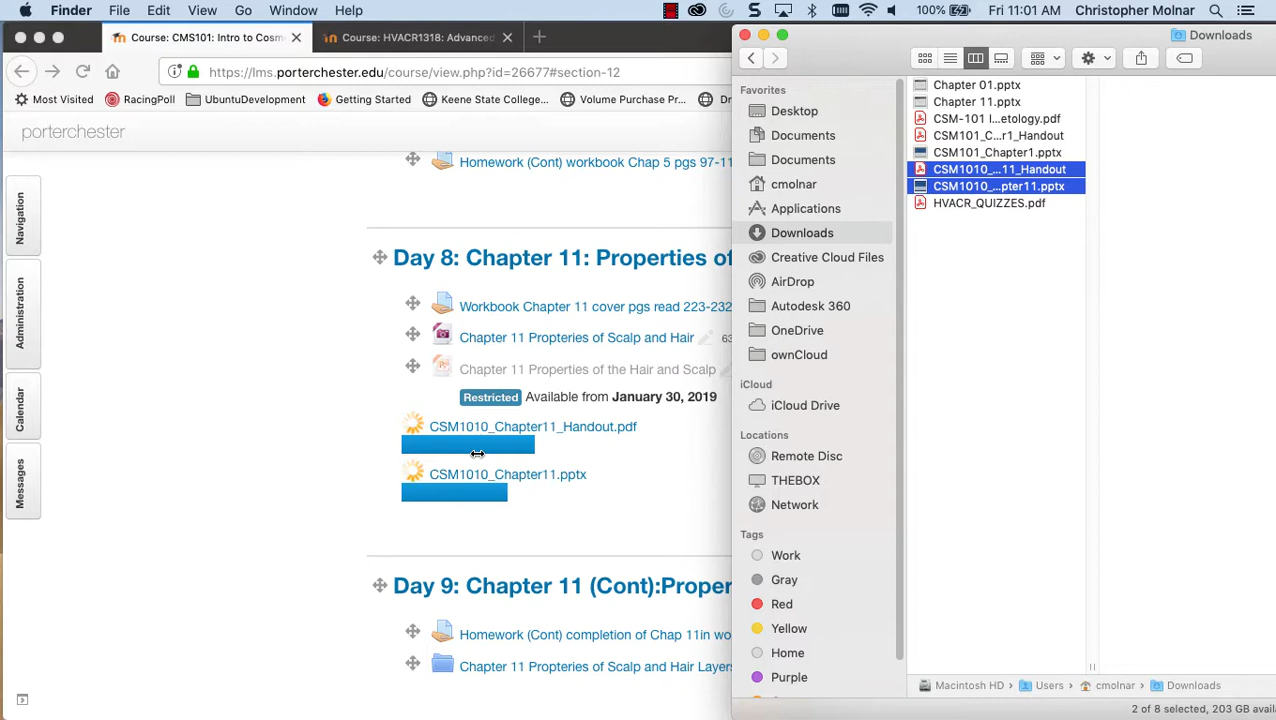 Finder File Edit View Go Window Help 100% Fri 11:01 AM Christopher Molnar
Course: CMS101: Intro to Cosm
Course: HVACR1318: Advanced
https://lms.porterchester.edu/course/view.php?id=26677#section-12
Most Visited RacingPoll UbuntuDevelopment Getting Started Keene State College... Volume Purchase Pro...
porterchester
Navigation
Administration
Calendar
Messages
Homework (Cont) workbook Chap 5 pgs 97-11
Day 8: Chapter 11: Properties of
Workbook Chapter 11 cover pgs read 223-232
Chapter 11 Propteries of Scalp and Hair 63
Chapter 11 Properties of the Hair and Scalp
Restricted Available from January 30, 2019
CSM1010_Chapter11_Handout.pdf
CSM1010_Chapter11.pptx
Day 9: Chapter 11 (Cont):Proper
Homework (Cont) completion of Chap 11in wo
Chapter 11 Propteries of Scalp and Hair Layers
Downloads
Favorites
Desktop
Documents
Documents
cmolnar
Applications
Downloads
Creative Cloud Files
AirDrop
Autodesk 360
OneDrive
ownCloud
iCloud
iCloud Drive
Locations
Remote Disc
THEBOX
Network
Tags
Work
Gray
Red
Yellow
Home
Purple
Chapter 01.pptx
Chapter 11.pptx
CSM-101 I...etology.pdf
CSM101_C...r1_Handout
CSM101_Chapter1.pptx
CSM1010_...11_Handout
CSM1010_...pter11.pptx
HVACR_QUIZZES.pdf
Macintosh HD Users cmolnar Downloads
2 of 8 selected, 203 GB availa